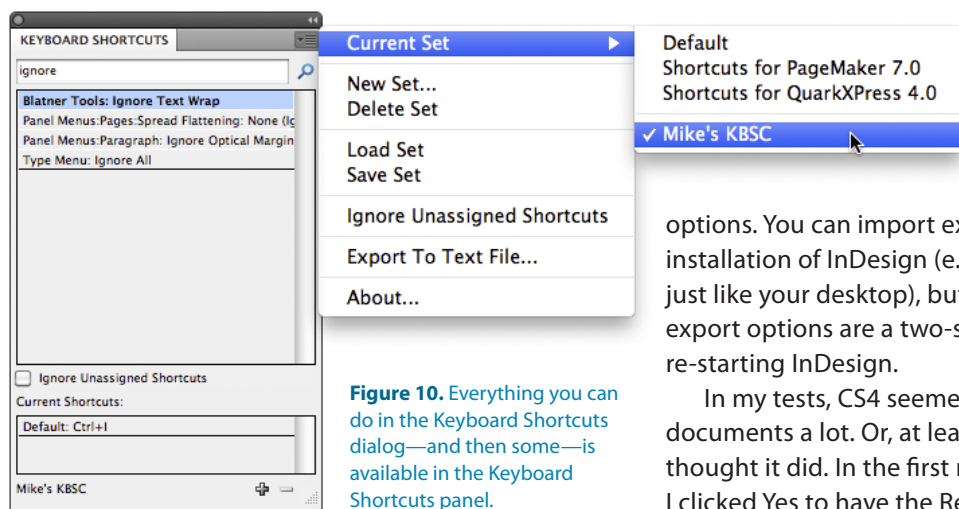 KEYBOARD SHORTCUTS
ignore
Blatner Tools: Ignore Text Wrap
Panel Menus:Pages:Spread Flattening: None (Ig
Panel Menus:Paragraph: Ignore Optical Margin
Type Menu: Ignore All
Ignore Unassigned Shortcuts
Current Shortcuts:
Default: Ctrl+I
Mike's KBSC
Current Set
New Set...
Delete Set
Load Set
Save Set
Ignore Unassigned Shortcuts
Export To Text File...
About...
Default
Shortcuts for PageMaker 7.0
Shortcuts for QuarkXPress 4.0
✓ Mike's KBSC
Figure 10. Everything you can
do in the Keyboard Shortcuts
dialog—and then some—is
available in the Keyboard
Shortcuts panel.
options. You can import ex
installation of InDesign (e.
just like your desktop), but
export options are a two-s
re-starting InDesign.
In my tests, CS4 seeme
documents a lot. Or, at lea
thought it did. In the first r
I clicked Yes to have the Re